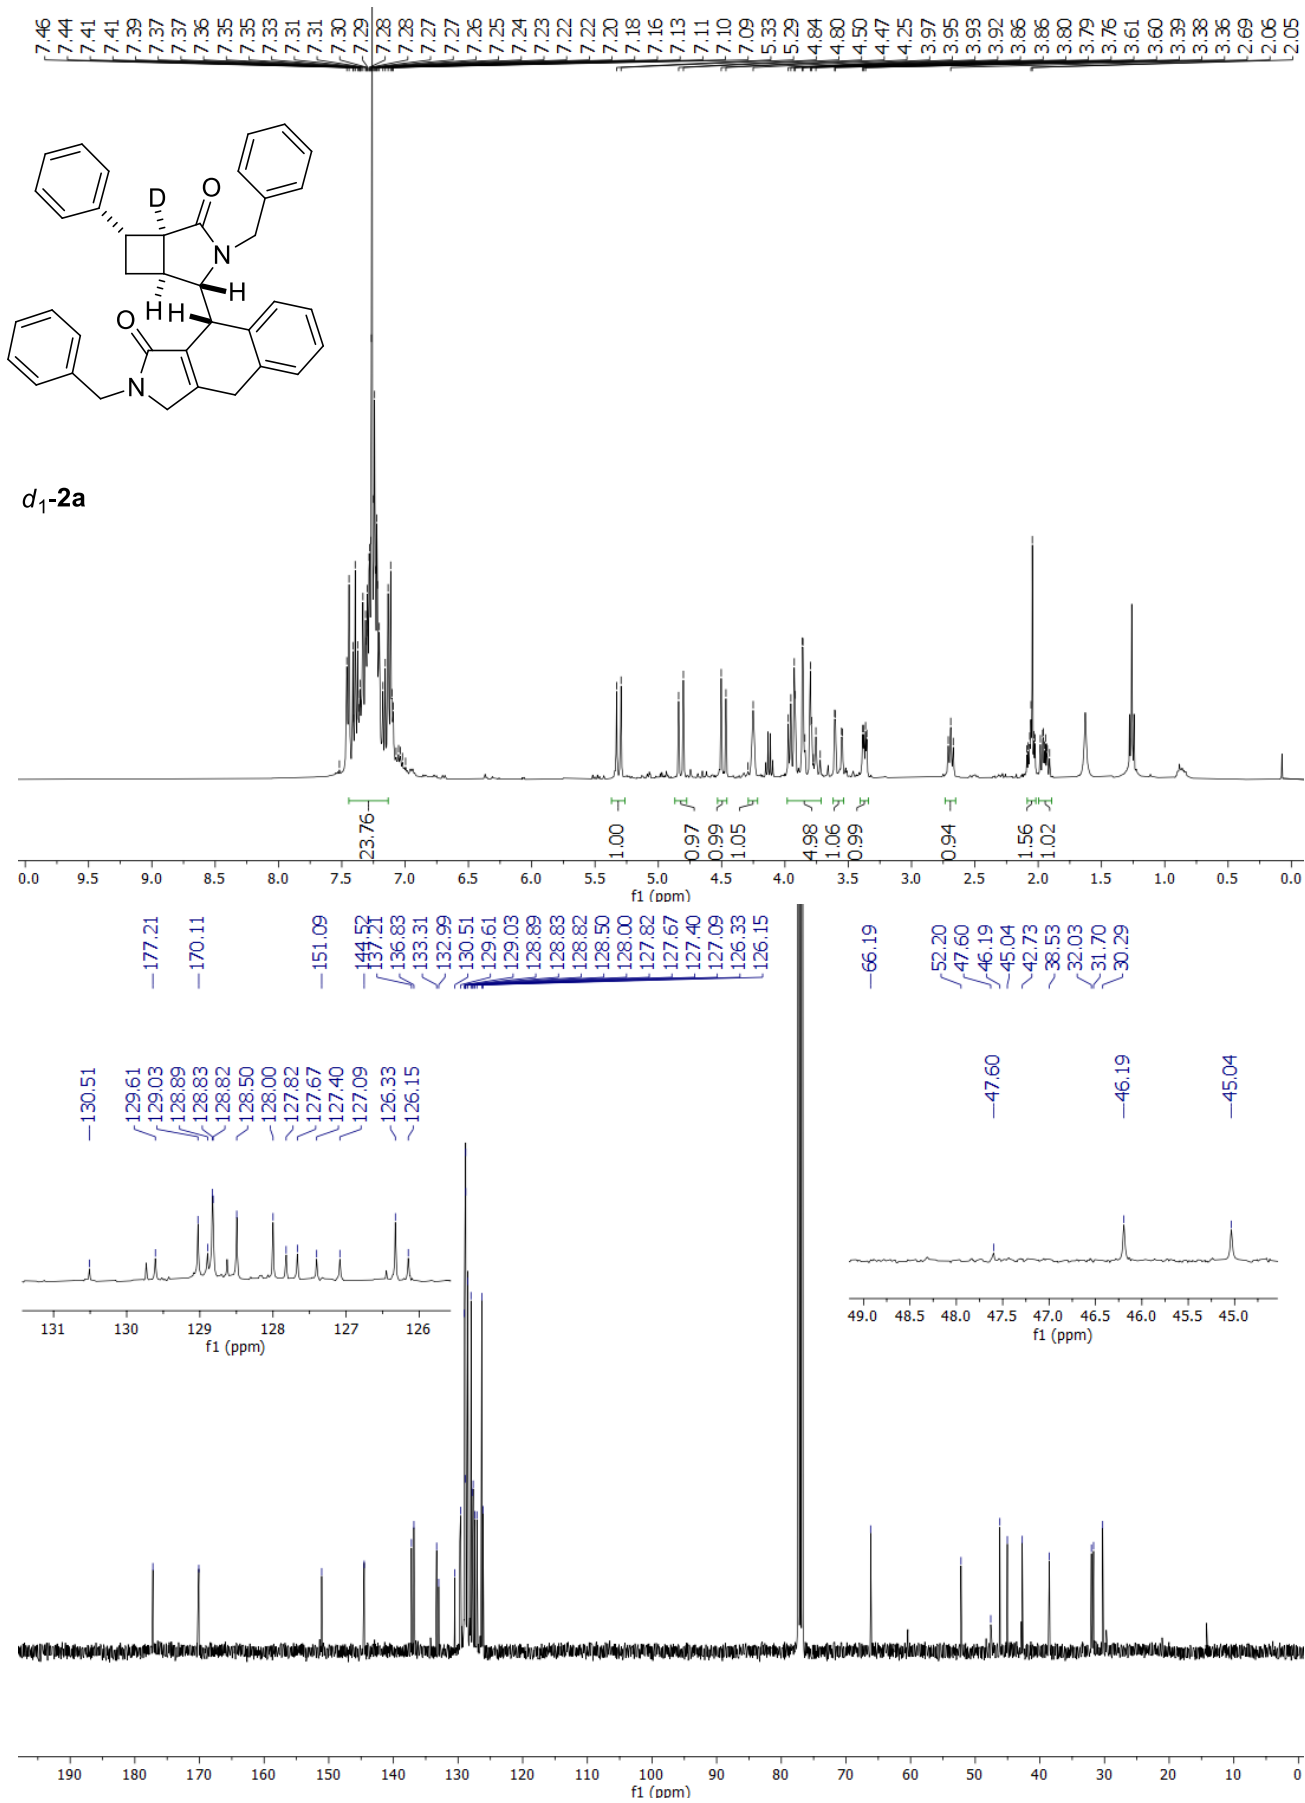 7.46 7.44 7.41 7.41 7.39 7.37 7.37 7.36 7.35 7.35 7.33 7.31 7.31 7.30 7.29 7.28 7.28 7.27 7.27 7.26 7.25 7.24 7.23 7.22 7.22 7.20 7.18 7.16 7.13 7.11 7.10 7.09 5.33 5.29 4.84 4.80 4.50 4.47 4.25 3.97 3.95 3.93 3.92 3.86 3.86 3.80 3.79 3.76 3.61 3.60 3.39 3.38 3.36 2.69 2.06 2.05
D O
N
H
H H
O
N
d1-2a
23.76 1.00 0.97 0.99 1.05 4.98 1.06 0.99 0.94 1.56 1.02
0.0 9.5 9.0 8.5 8.0 7.5 7.0 6.5 6.0 5.5 5.0 4.5 4.0 3.5 3.0 2.5 2.0 1.5 1.0 0.5 0.0
f1 (ppm)
177.21 170.11 151.09 144.52 137.21 136.83 133.31 132.99 130.51 129.61 129.03 128.89 128.83 128.82 128.50 128.00 127.82 127.67 127.40 127.09 126.33 126.15 66.19 52.20 47.60 46.19 45.04 42.73 38.53 32.03 31.70 30.29
130.51 129.61 129.03 128.89 128.83 128.82 128.50 128.00 127.82 127.67 127.40 127.09 126.33 126.15
47.60 46.19 45.04
131 130 129 128 127 126
f1 (ppm)
49.0 48.5 48.0 47.5 47.0 46.5 46.0 45.5 45.0
f1 (ppm)
190 180 170 160 150 140 130 120 110 100 90 80 70 60 50 40 30 20 10 0
f1 (ppm)